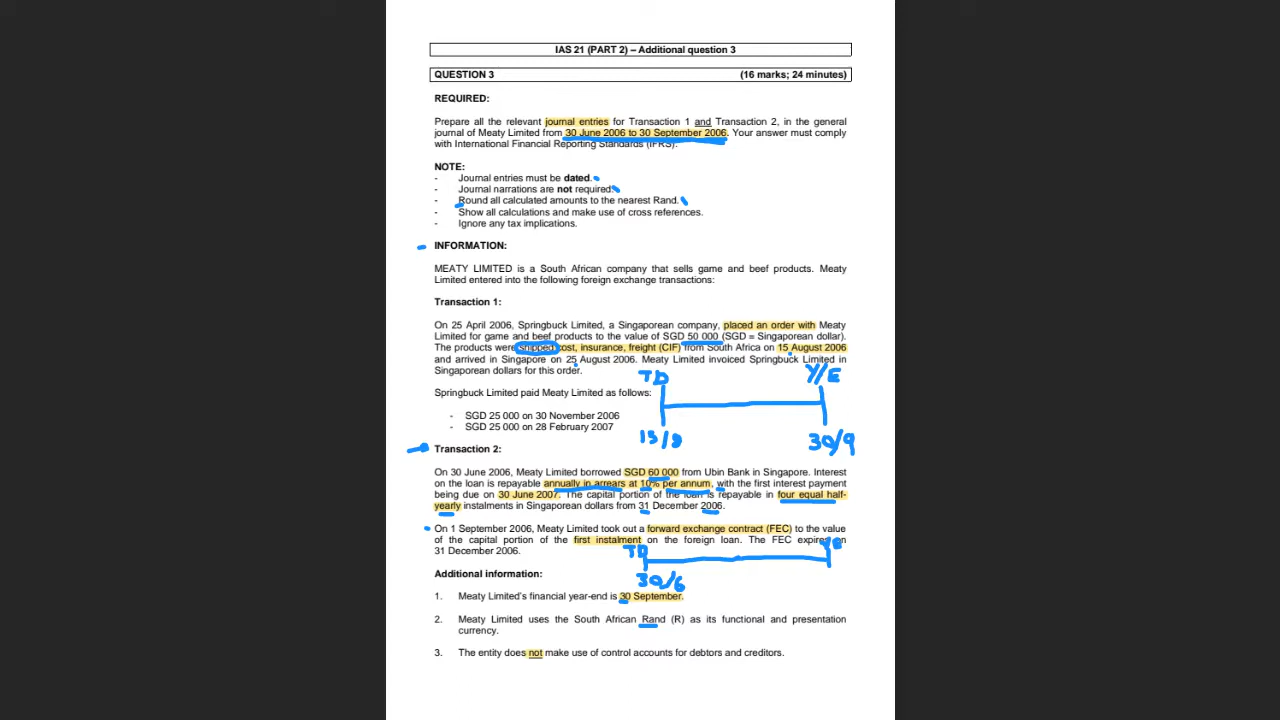 IAS 21 (PART 2) – Additional question 3
QUESTION 3 (16 marks; 24 minutes)
REQUIRED:
Prepare all the relevant journal entries for Transaction 1 and Transaction 2, in the general
journal of Meaty Limited from 30 June 2006 to 30 September 2006. Your answer must comply
with International Financial Reporting Standards (IFRS).
NOTE:
- Journal entries must be dated.
- Journal narrations are not required.
- Round all calculated amounts to the nearest Rand.
- Show all calculations and make use of cross references.
- Ignore any tax implications.
INFORMATION:
MEATY LIMITED is a South African company that sells game and beef products. Meaty
Limited entered into the following foreign exchange transactions:
Transaction 1:
On 25 April 2006, Springbuck Limited, a Singaporean company, placed an order with Meaty
Limited for game and beef products to the value of SGD 50 000 (SGD = Singaporean dollar).
The products were shipped cost, insurance, freight (CIF) from South Africa on 15 August 2006
and arrived in Singapore on 25 August 2006. Meaty Limited invoiced Springbuck Limited in
Singaporean dollars for this order.
TD Y/E
Springbuck Limited paid Meaty Limited as follows:
- SGD 25 000 on 30 November 2006
- SGD 25 000 on 28 February 2007
15/8 30/9
Transaction 2:
On 30 June 2006, Meaty Limited borrowed SGD 60 000 from Ubin Bank in Singapore. Interest
on the loan is repayable annually in arrears at 10% per annum, with the first interest payment
being due on 30 June 2007. The capital portion of the loan is repayable in four equal half-
yearly instalments in Singaporean dollars from 31 December 2006.
On 1 September 2006, Meaty Limited took out a forward exchange contract (FEC) to the value
of the capital portion of the first instalment on the foreign loan. The FEC expires on
31 December 2006.
TD YE
Additional information:
30/6
1. Meaty Limited's financial year-end is 30 September.
2. Meaty Limited uses the South African Rand (R) as its functional and presentation
currency.
3. The entity does not make use of control accounts for debtors and creditors.